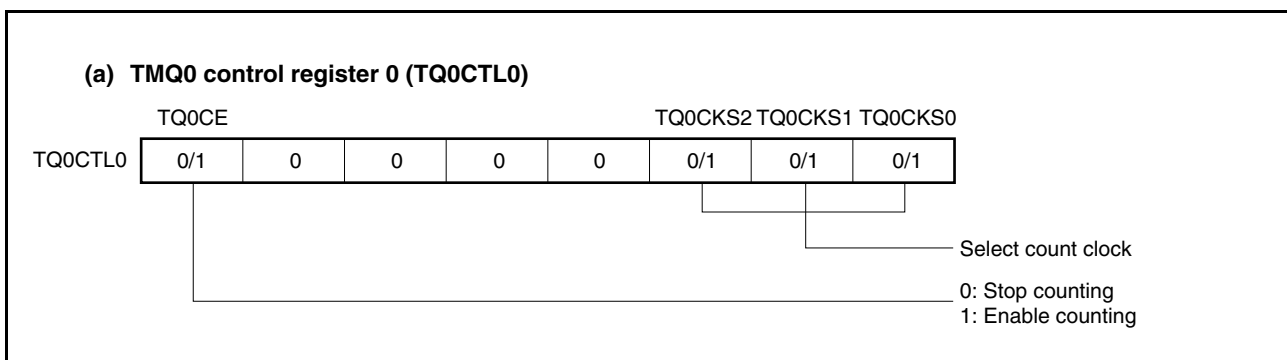 (a) TMQ0 control register 0 (TQ0CTL0)
TQ0CE TQ0CKS2 TQ0CKS1 TQ0CKS0
TQ0CTL0 0/1 0 0 0 0 0/1 0/1 0/1
Select count clock
0: Stop counting
1: Enable counting